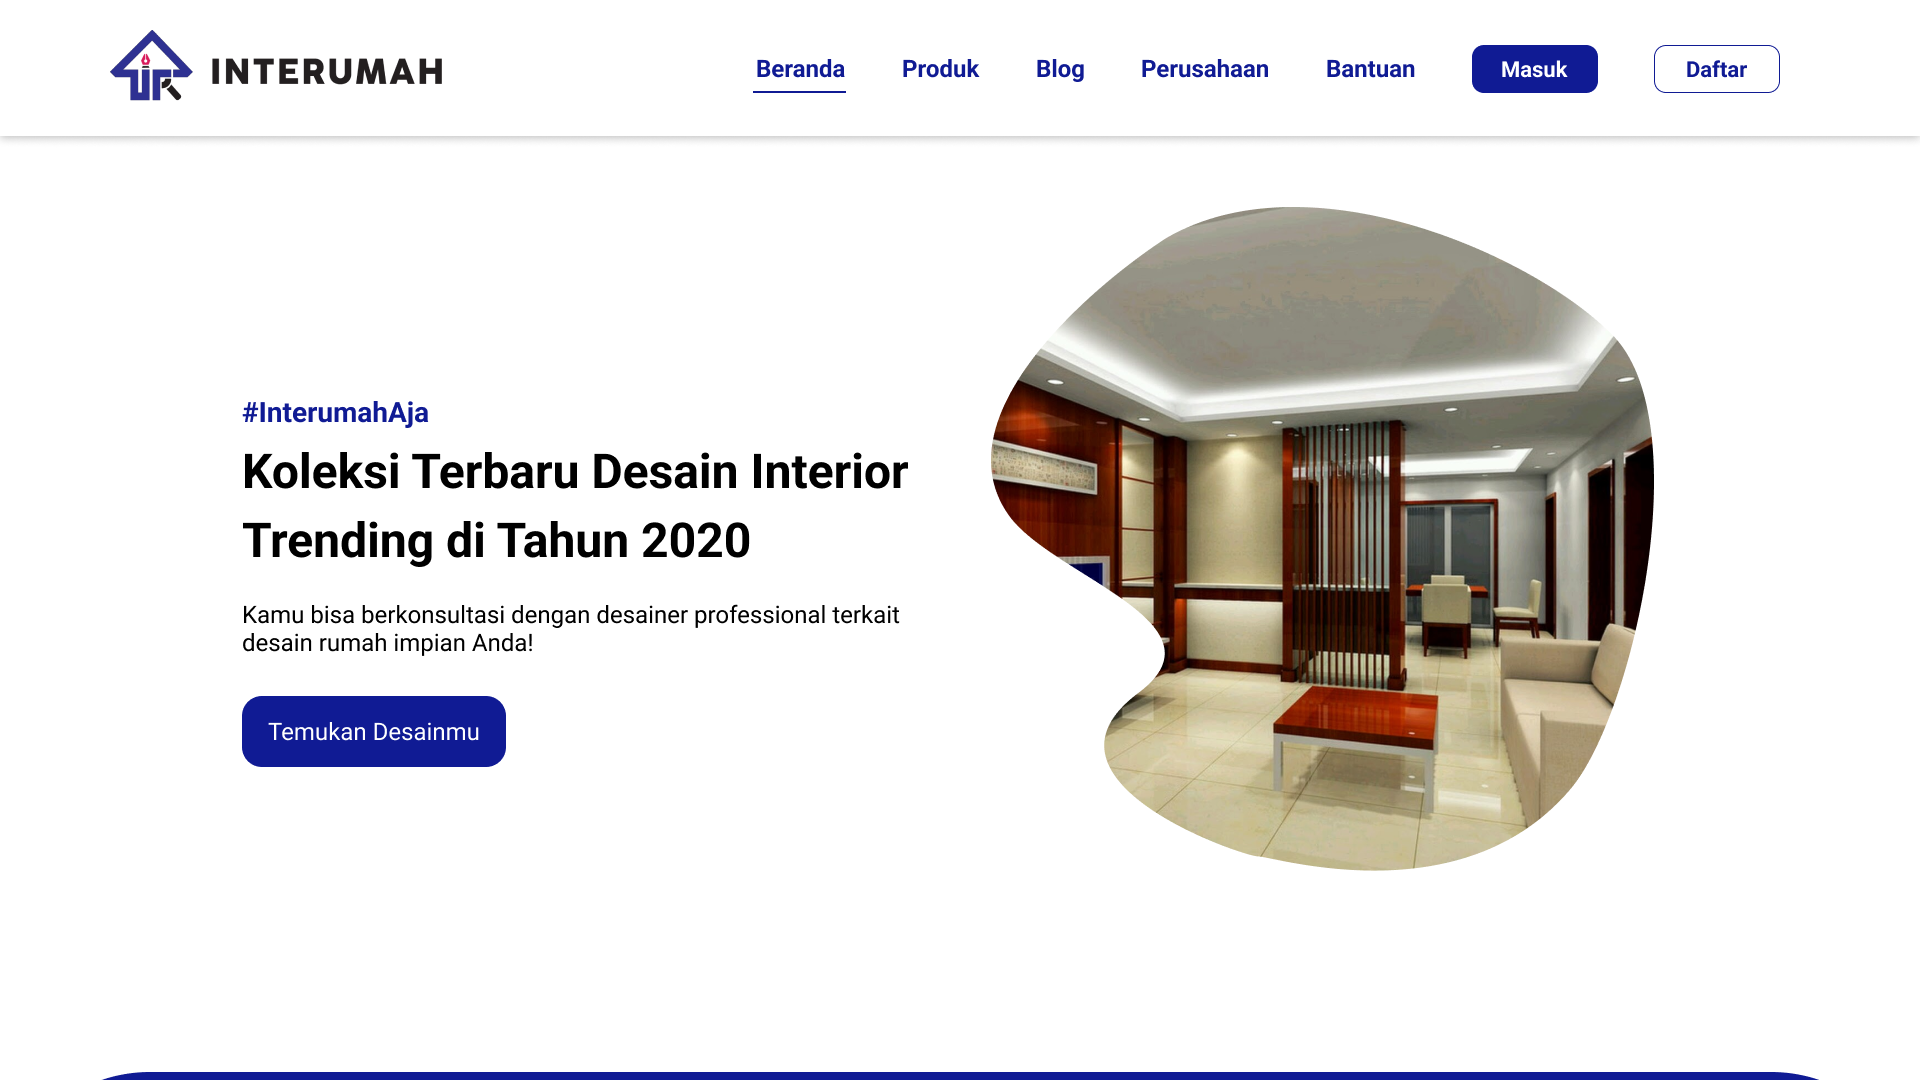 INTERUMAH
Beranda
Produk
Blog
Perusahaan
Bantuan
Masuk
Daftar
#InterumahAja
Koleksi Terbaru Desain Interior
Trending di Tahun 2020
Kamu bisa berkonsultasi dengan desainer professional terkait
desain rumah impian Anda!
Temukan Desainmu